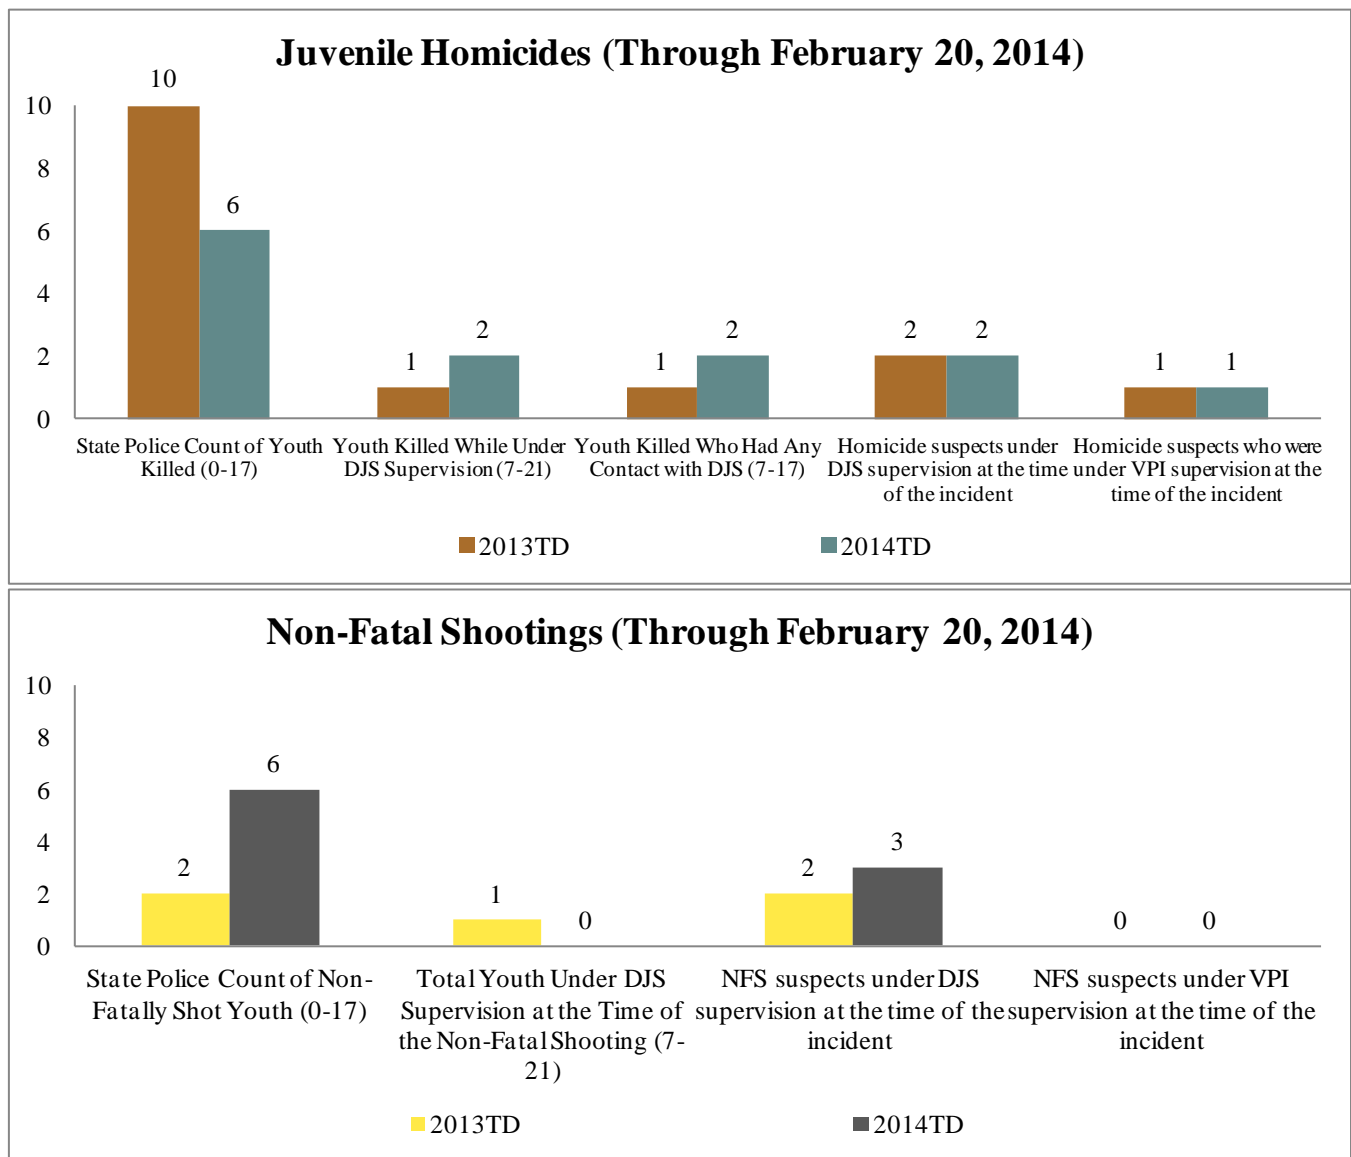 Juvenile Homicides (Through February 20, 2014)
10
10
8
6
4
2
0
6
1
2
1
2
2
2
1
1
State Police Count of Youth
Killed (0-17)
Youth Killed While Under
DJS Supervision (7-21)
Youth Killed Who Had Any
Contact with DJS (7-17)
Homicide suspects under
DJS supervision at the time
of the incident
Homicide suspects who were
under VPI supervision at the
time of the incident
2013TD
2014TD
Non-Fatal Shootings (Through February 20, 2014)
10
8
6
4
2
0
2
6
1
0
2
3
0
0
State Police Count of Non-
Fatally Shot Youth (0-17)
Total Youth Under DJS
Supervision at the Time of
the Non-Fatal Shooting (7-
21)
NFS suspects under DJS
supervision at the time of the
incident
NFS suspects under VPI
supervision at the time of the
incident
2013TD
2014TD